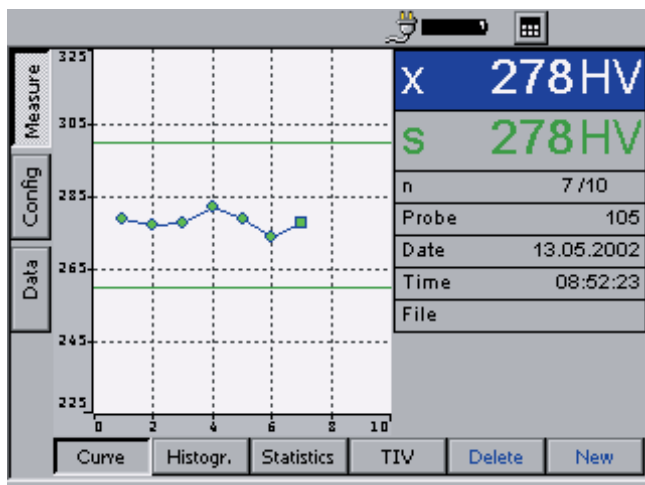 325
305
285
265
245
225
0 2 4 6 8 10
Measure
Config
Data
x 278HV
s 278HV
n 7/10
Probe 105
Date 13.05.2002
Time 08:52:23
File
Curve Histogr. Statistics TIV Delete New